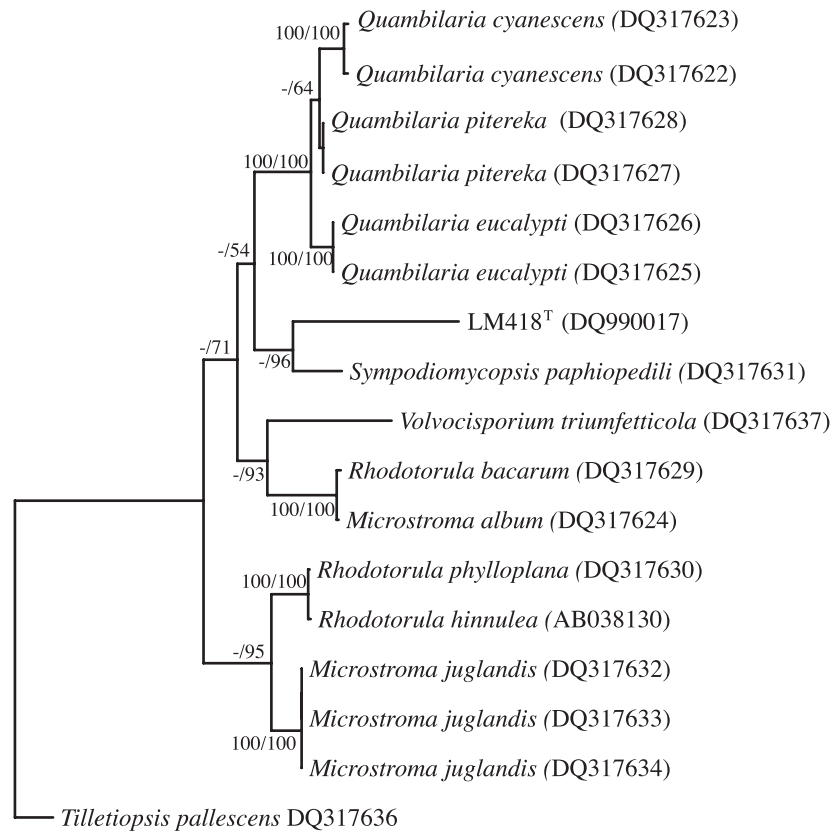 100/100
Quambilaria cyanescens (DQ317623)
Quambilaria cyanescens (DQ317622)
-/64
Quambilaria pitereka (DQ317628)
100/100
Quambilaria pitereka (DQ317627)
Quambilaria eucalypti (DQ317626)
-/54
100/100
Quambilaria eucalypti (DQ317625)
LM418ᵀ (DQ990017)
-/71
-/96
Sympodiomycopsis paphiopedili (DQ317631)
Volvocisporium triumfetticola (DQ317637)
-/93
Rhodotorula bacarum (DQ317629)
100/100
Microstroma album (DQ317624)
Rhodotorula phylloplana (DQ317630)
100/100
Rhodotorula hinnulea (AB038130)
-/95
Microstroma juglandis (DQ317632)
Microstroma juglandis (DQ317633)
100/100
Microstroma juglandis (DQ317634)
Tilletiopsis pallescens DQ317636